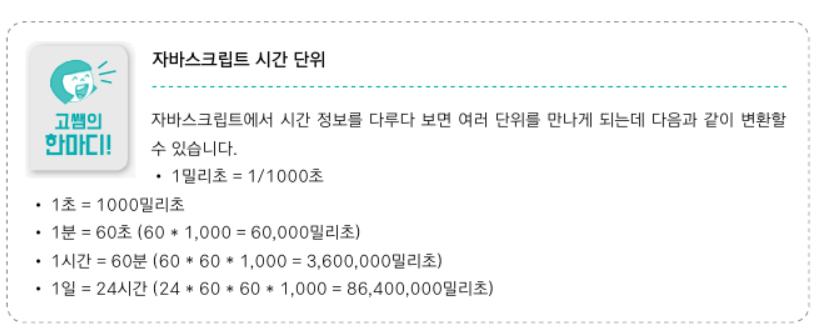 자바스크립트 시간 단위
고쌤의
한마디!
자바스크립트에서 시간 정보를 다루다 보면 여러 단위를 만나게 되는데 다음과 같이 변환할
수 있습니다.
• 1밀리초 = 1/1000초
• 1초 = 1000밀리초
• 1분 = 60초 (60 * 1,000 = 60,000밀리초)
• 1시간 = 60분 (60 * 60 * 1,000 = 3,600,000밀리초)
• 1일 = 24시간 (24 * 60 * 60 * 1,000 = 86,400,000밀리초)